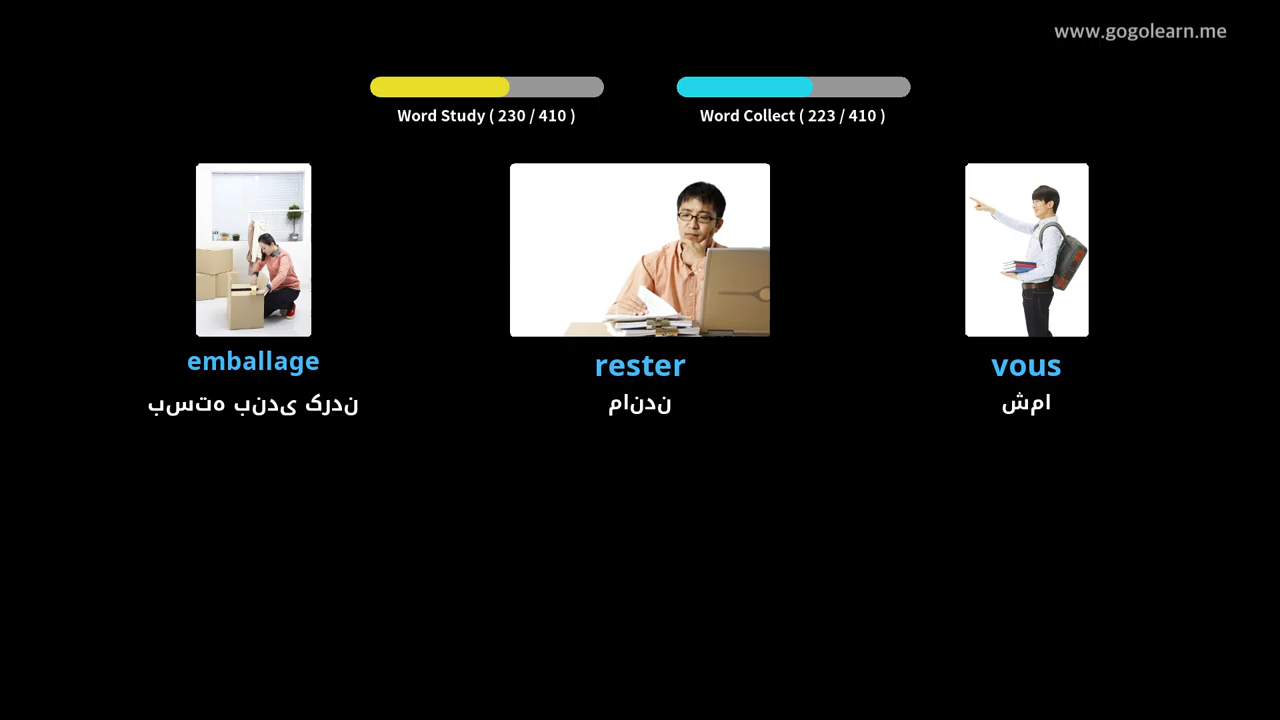 www.gogolearn.me
Word Study ( 230 / 410 )
Word Collect ( 223 / 410 )
emballage
بسته بندی کردن
rester
ماندن
vous
شما